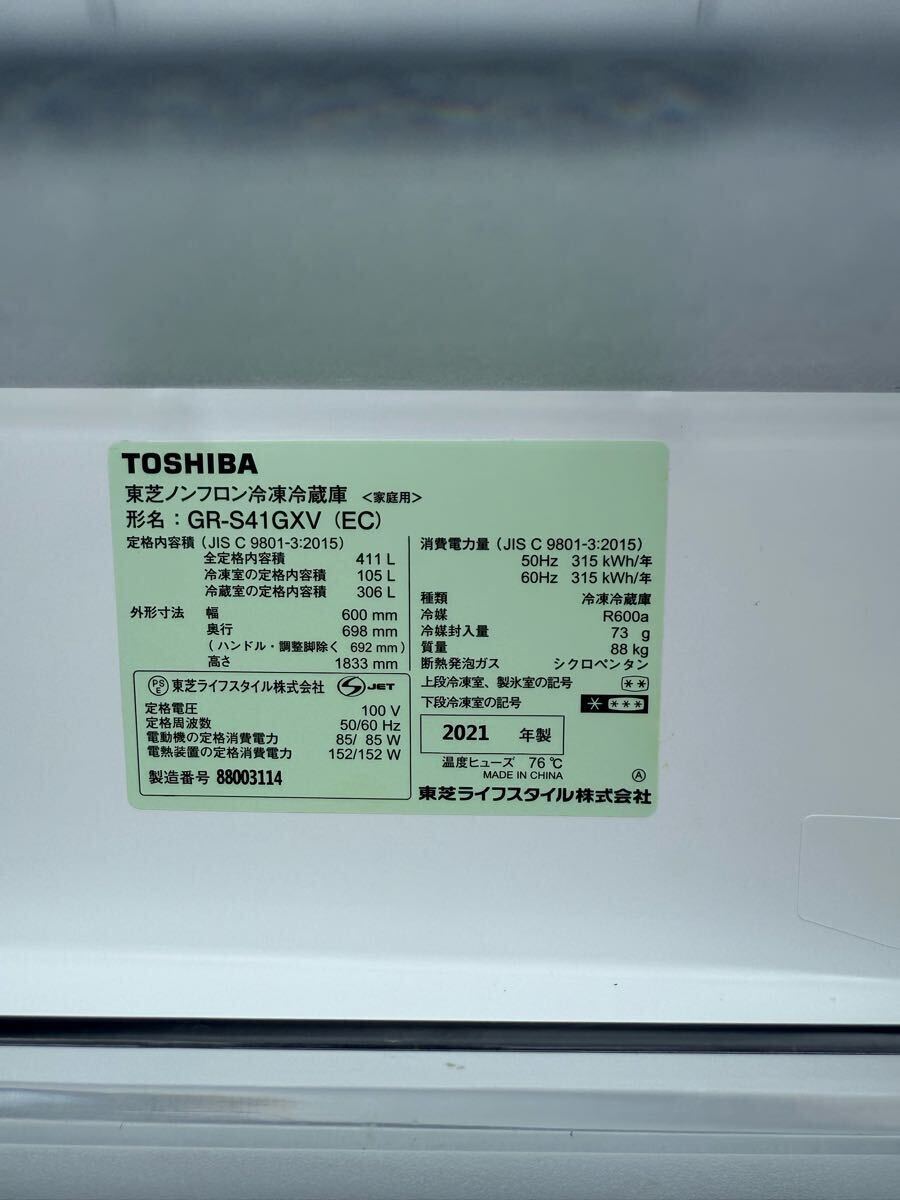 TOSHIBA
東芝ノンフロン冷凍冷蔵庫 <家庭用>
形名：GR-S41GXV (EC)
定格内容積 (JIS C 9801-3:2015)
全定格内容積 411 L
冷凍室の定格内容積 105 L
冷蔵室の定格内容積 306 L
外形寸法 幅 600 mm
奥行 698 mm
(ハンドル・調整脚除く 692 mm)
高さ 1833 mm
PSE 東芝ライフスタイル株式会社 S JET
定格電圧 100 V
定格周波数 50/60 Hz
電動機の定格消費電力 85/ 85 W
電熱装置の定格消費電力 152/152 W
製造番号 88003114
消費電力量 (JIS C 9801-3:2015)
50Hz 315 kWh/年
60Hz 315 kWh/年
種類 冷凍冷蔵庫
冷媒 R600a
冷媒封入量 73 g
質量 88 kg
断熱発泡ガス シクロペンタン
上段冷凍室、製氷室の記号 **
下段冷凍室の記号 * ***
2021 年製
温度ヒューズ 76 ℃
MADE IN CHINA Ⓐ
東芝ライフスタイル株式会社